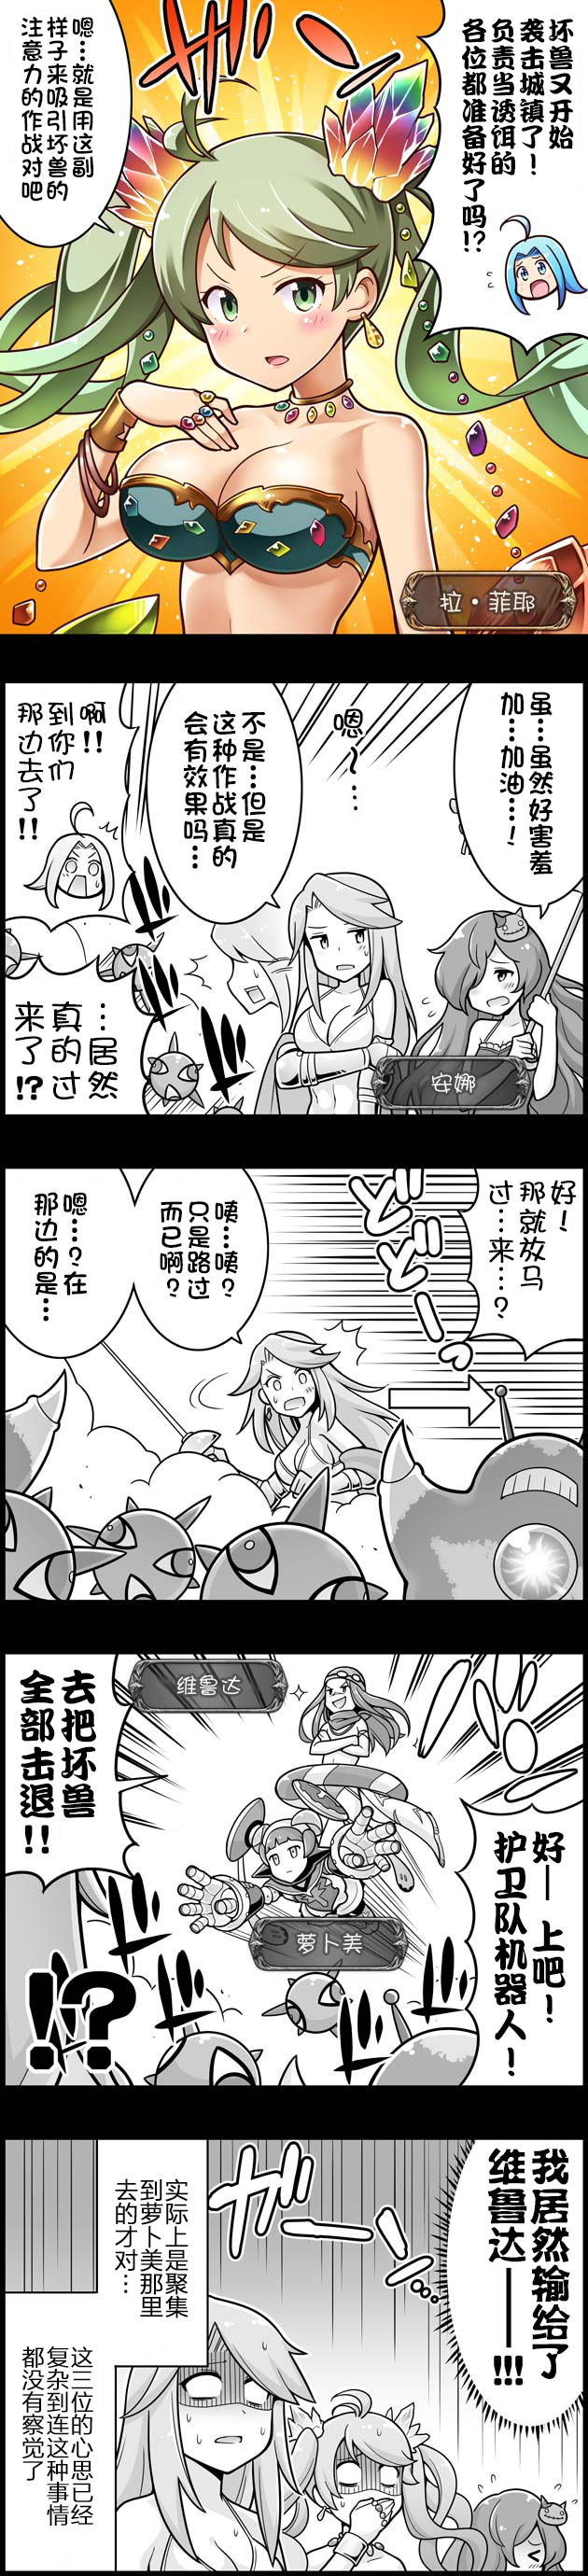 坏兽又开始
袭击城镇了！
负责当诱饵的
各位都准备好了吗！？
嗯…就是用这副
样子来吸引坏兽的
注意力的作战对吧
拉·菲耶
虽…虽然好害羞
加…加油…！
嗯～…
不是…但是
这种作战真的
会有效果吗…
啊！！
到你们
那边去了！！
…居然
真的过
来了！？
安娜
好！
那就放马
过…来…？
どどどーっ
咦…咦？
只是路过
而已啊？
嗯…？在
那边的是…
维鲁达
好——上吧！
护卫队机器人！
去把坏兽
全部击退！！
萝卜美
！？
我居然输给了
维鲁达——！！！
ガーーン…
实际上是聚集
到萝卜美那里
去的才对…
这三位的心思已经
复杂到连这种事情
都没有察觉了